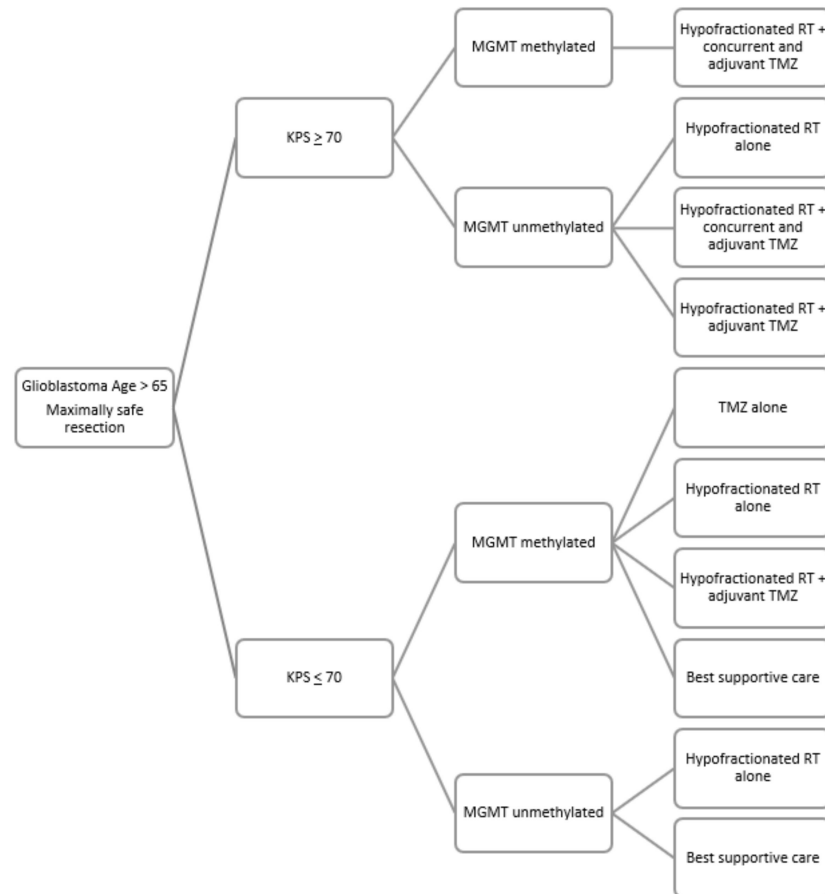 MGMT methylated
Hypofractionated RT +
concurrent and
adjuvant TMZ
KPS ≥ 70
Hypofractionated RT
alone
MGMT unmethylated
Hypofractionated RT +
concurrent and
adjuvant TMZ
Hypofractionated RT +
adjuvant TMZ
Glioblastoma Age > 65
Maximally safe
resection
TMZ alone
Hypofractionated RT
alone
MGMT methylated
Hypofractionated RT +
adjuvant TMZ
KPS ≤ 70
Best supportive care
Hypofractionated RT
alone
MGMT unmethylated
Best supportive care